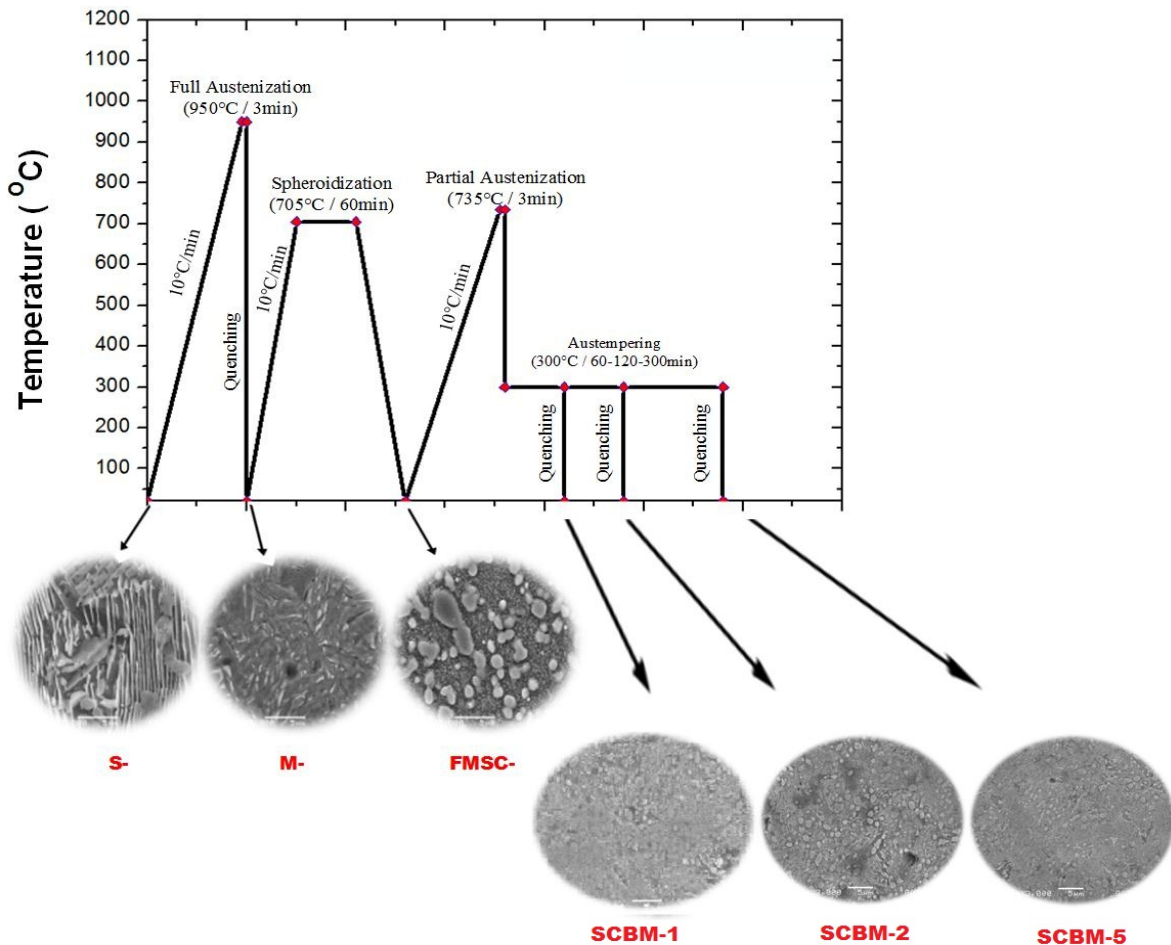 1200
1100
1000
900
800
700
600
500
400
300
200
100
Temperature ( °C)
Full Austenization
(950°C / 3min)
10°C/min
Quenching
Spheroidization
(705°C / 60min)
10°C/min
Partial Austenization
(735°C / 3min)
10°C/min
Austempering
(300°C / 60-120-300min)
Quenching
Quenching
Quenching
S-
M-
FMSC-
5μm
5μm
SCBM-1
SCBM-2
SCBM-5